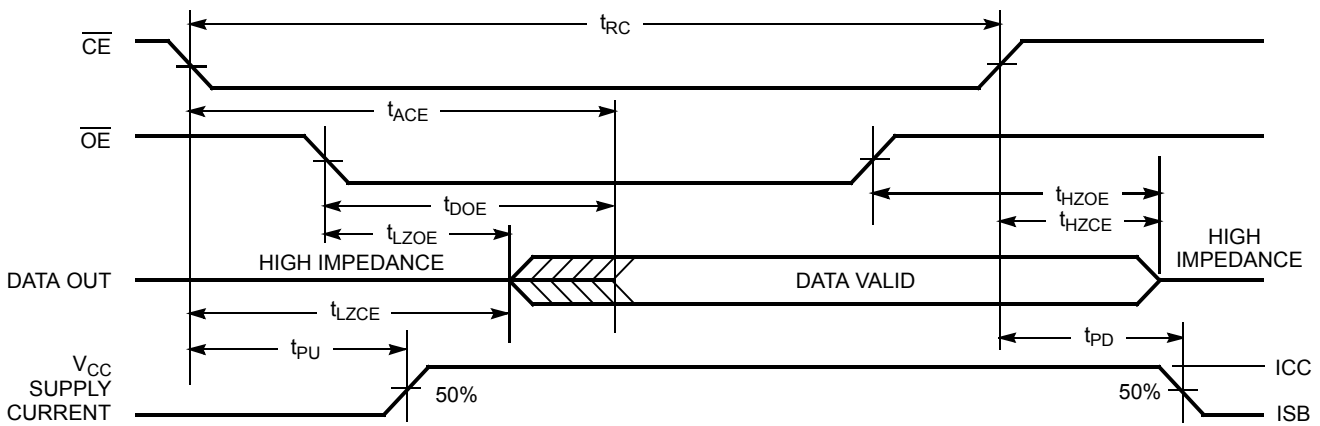 tRC
CE
tACE
OE
tHZOE
tDOE
tHZCE
tLZOE
HIGH IMPEDANCE
HIGH IMPEDANCE
DATA OUT
DATA VALID
tLZCE
tPU
tPD
VCC
SUPPLY
CURRENT
50%
50%
ICC
ISB